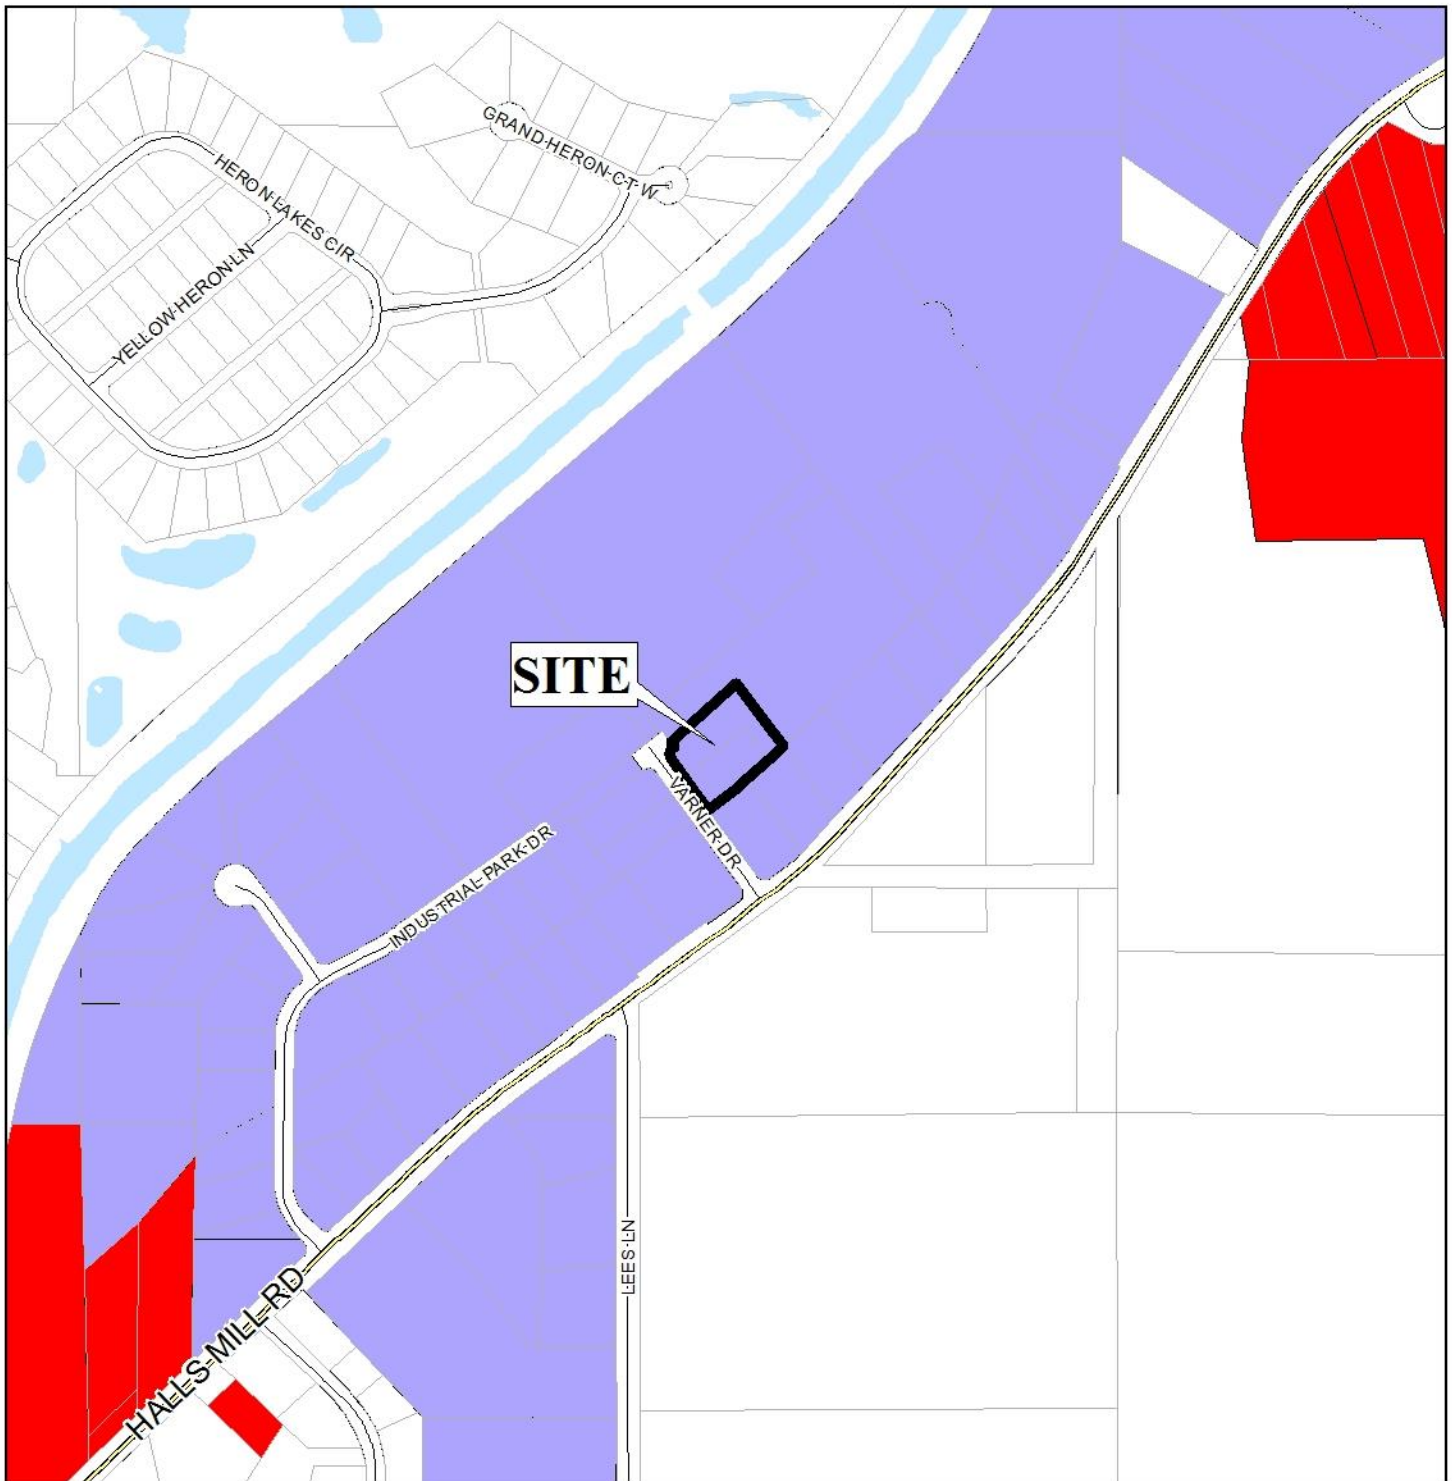 GRAND HERON CT W
HERON LAKES CIR
YELLOW HERON LN
SITE
VARNER DR
INDUSTRIAL PARK DR
LEES LN
HALLS MILL RD